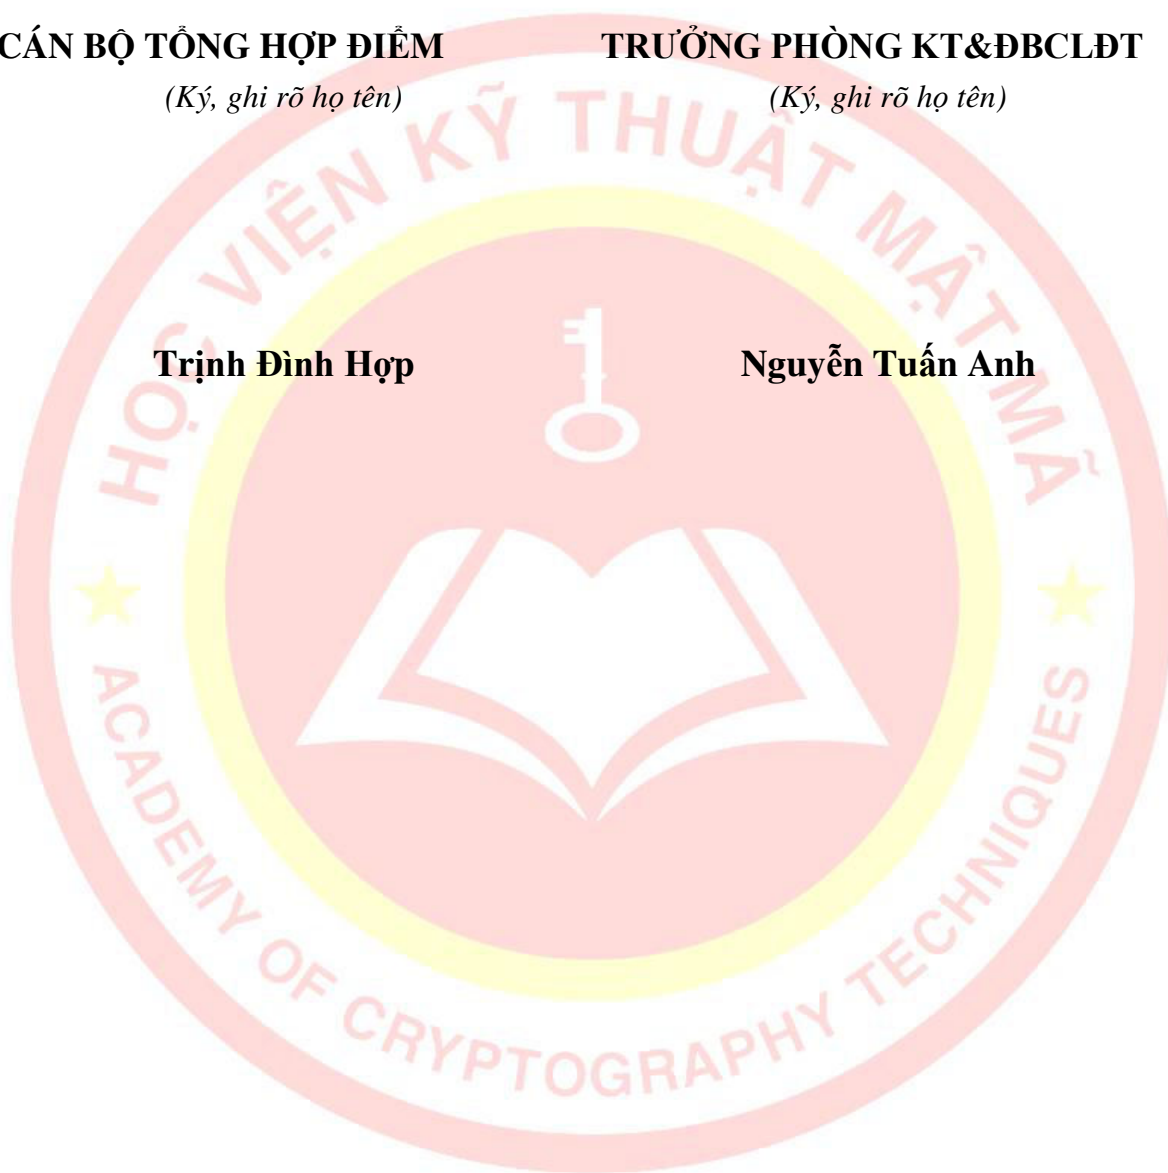 CÁN BỘ TỔNG HỢP ĐIỂM
TRƯỞNG PHÒNG KT&ĐBCLĐT
(Ký, ghi rõ họ tên)
(Ký, ghi rõ họ tên)
HỌC VIỆN KỸ THUẬT MẬT MÃ
Trịnh Đình Hợp
Nguyễn Tuấn Anh
ACADEMY OF CRYPTOGRAPHY TECHNIQUES